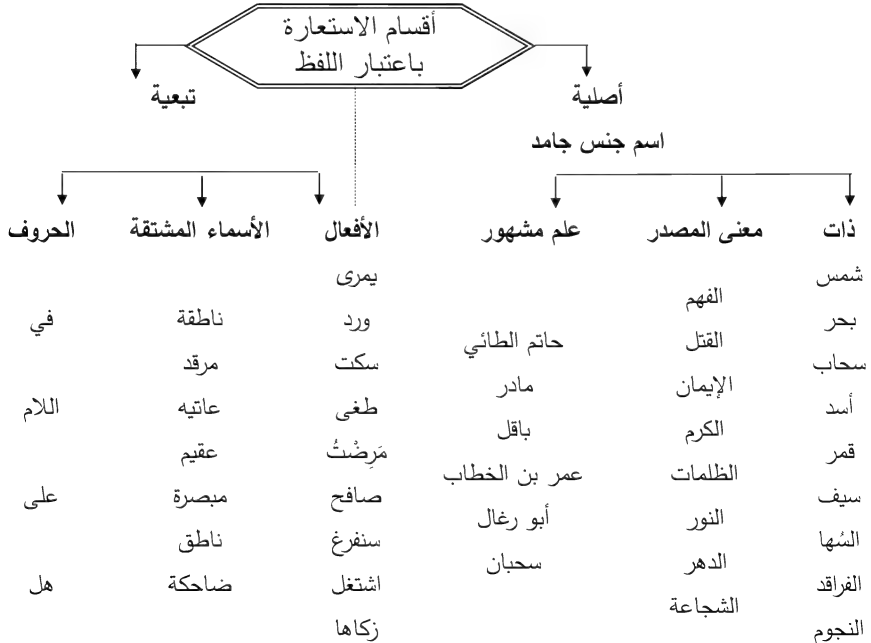 أقسام الاستعارة
باعتبار اللفظ
أصلية
تبعية
اسم جنس جامد
ذات
شمس
بحر
سحاب
أسد
قمر
سيف
السُها
الفراقد
النجوم
معنى المصدر
الفهم
القتل
الإيمان
الكرم
الظلمات
النور
الدهر
الشجاعة
علم مشهور
حاتم الطائي
مادر
باقل
عمر بن الخطاب
أبو رغال
سحبان
الأفعال
يمرى
ورد
سكت
طغى
مَرِضْتُ
صافح
سنفرغ
اشتغل
زكاها
الأسماء المشتقة
ناطقة
مرقد
عاتيه
عقيم
مبصرة
ناطق
ضاحكة
الحروف
في
اللام
على
هل